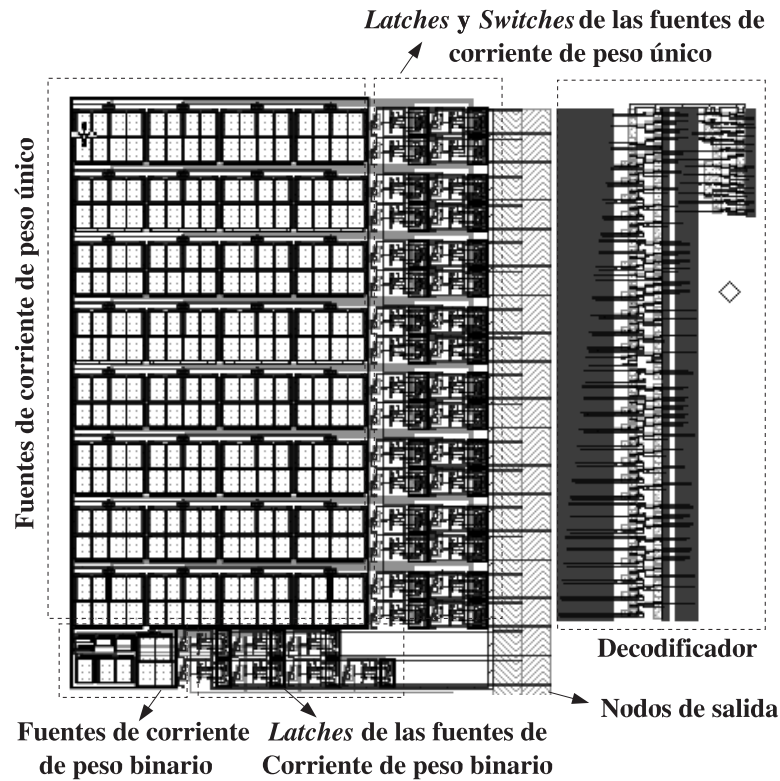 Latches y Switches de las fuentes de
corriente de peso único
Fuentes de corriente de peso único
Decodificador
Nodos de salida
Fuentes de corriente
de peso binario
Latches de las fuentes de
Corriente de peso binario